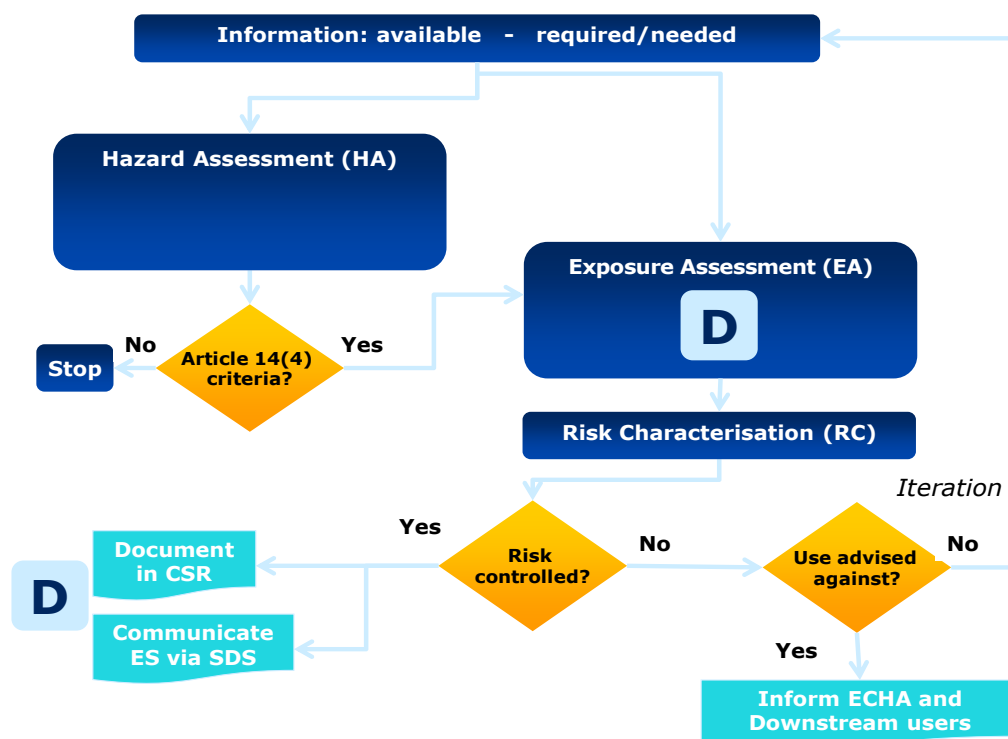 Information: available - required/needed
Hazard Assessment (HA)
Exposure Assessment (EA)
D
No
Yes
Stop
Article 14(4)
criteria?
Risk Characterisation (RC)
Iteration
Yes
Document
in CSR
Risk
controlled?
No
Use advised
against?
No
D
Communicate
ES via SDS
Yes
Inform ECHA and
Downstream users